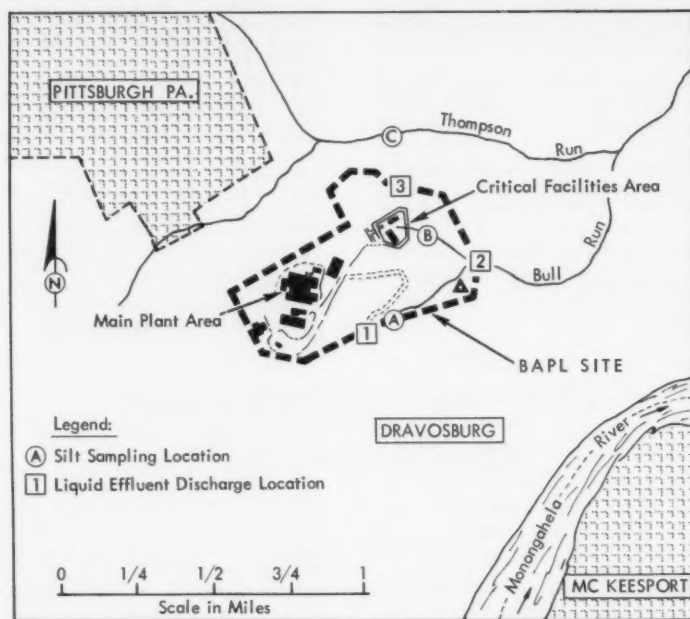 PITTSBURGH PA.
C
Thompson
Run
3
Critical Facilities Area
B
Run
2
Bull
N
Main Plant Area
1
A
BAPL SITE
Legend:
A Silt Sampling Location
1 Liquid Effluent Discharge Location
DRAVOSBURG
Monongahela
River
MC KEESPORT
0 1/4 1/2 3/4 1
Scale in Miles